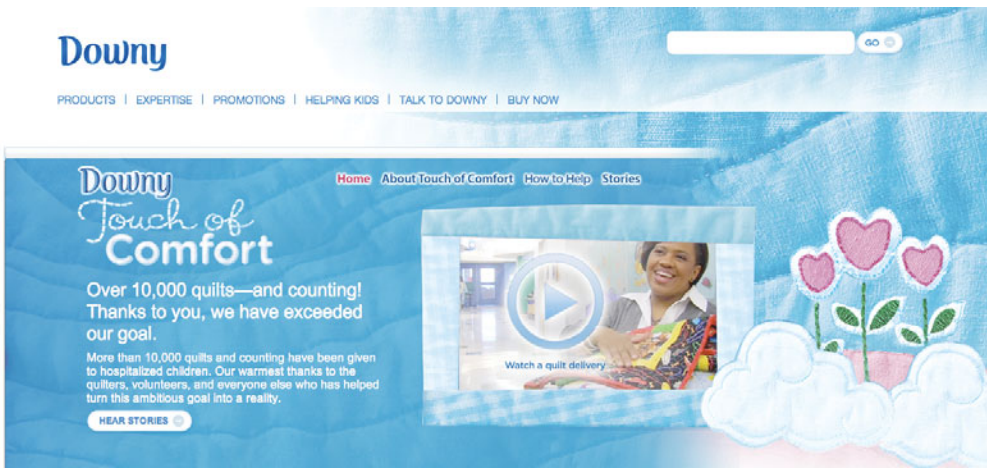 Downy
GO
PRODUCTS | EXPERTISE | PROMOTIONS | HELPING KIDS | TALK TO DOWNY | BUY NOW
Downy
Touch of
Comfort
Home About Touch of Comfort How to Help Stories
Over 10,000 quilts—and counting!
Thanks to you, we have exceeded
our goal.
More than 10,000 quilts and counting have been given
to hospitalized children. Our warmest thanks to the
quilters, volunteers, and everyone else who has helped
turn this ambitious goal into a reality.
HEAR STORIES
Watch a quilt delivery